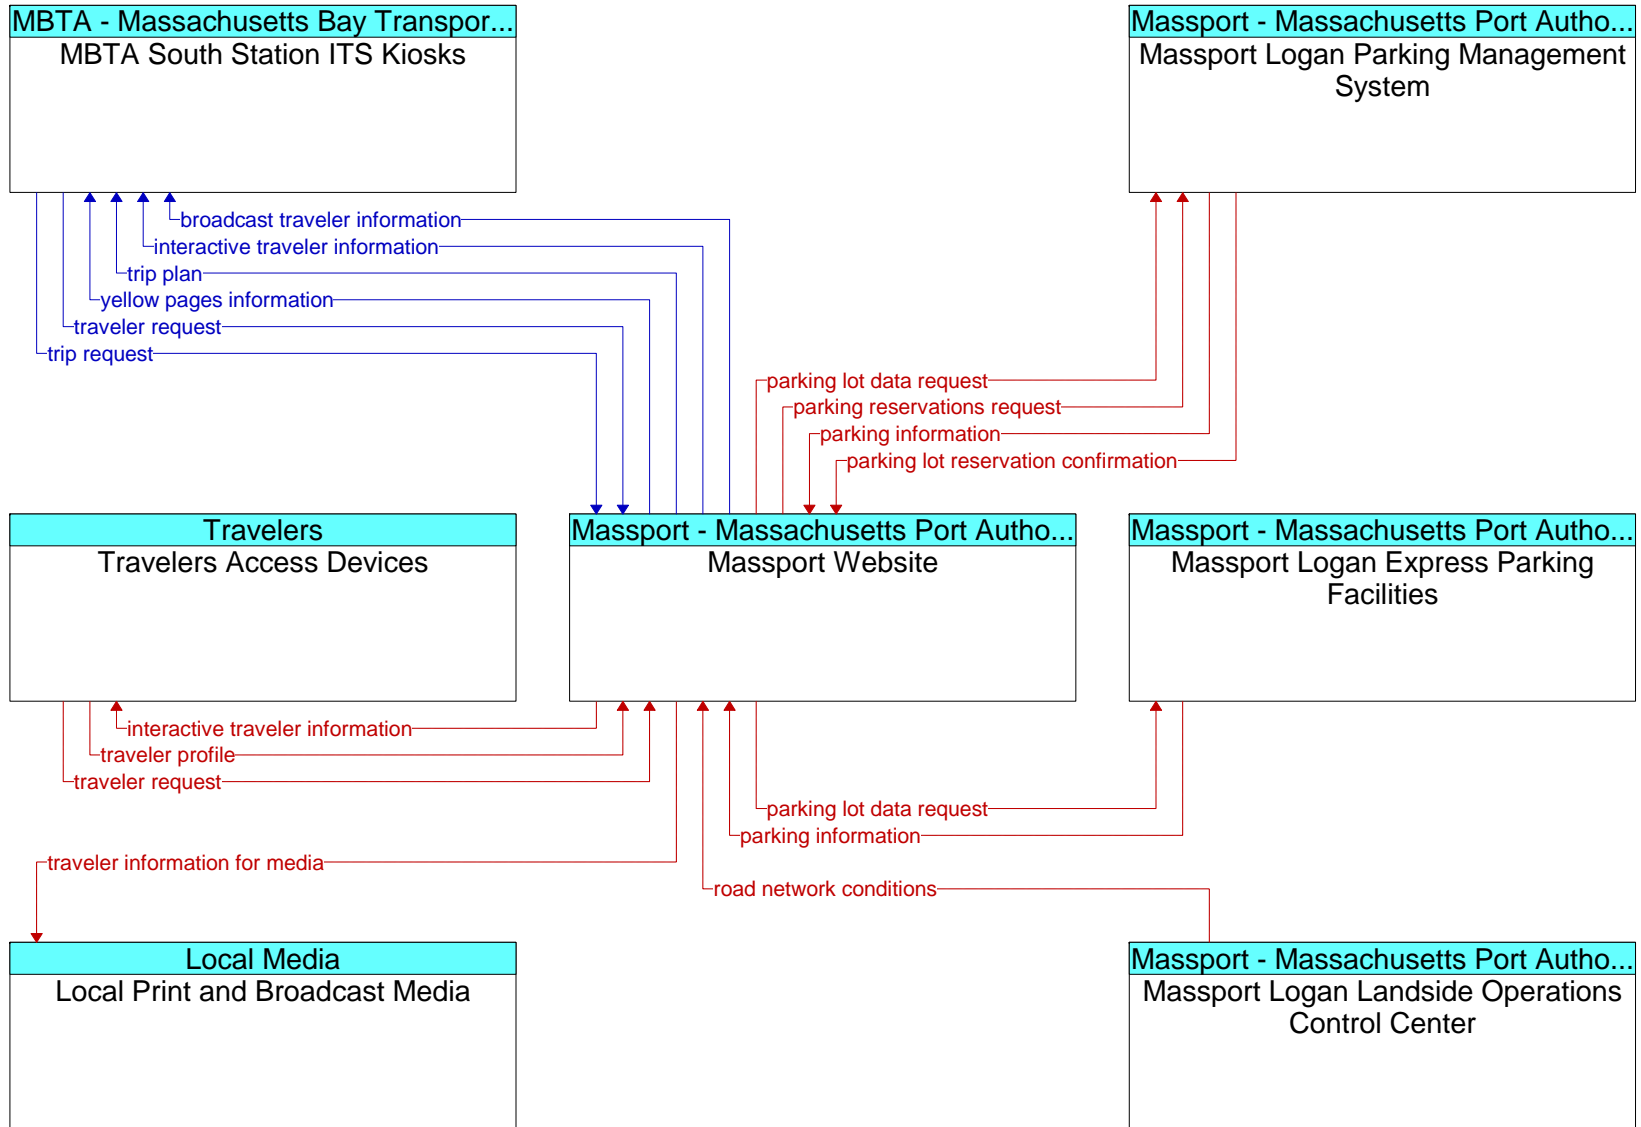 MBTA - Massachusetts Bay Transpor...
MBTA South Station ITS Kiosks
Massport - Massachusetts Port Autho...
Massport Logan Parking Management
System
broadcast traveler information
interactive traveler information
trip plan
yellow pages information
traveler request
trip request
parking lot data request
parking reservations request
parking information
parking lot reservation confirmation
Travelers
Travelers Access Devices
Massport - Massachusetts Port Autho...
Massport Website
Massport - Massachusetts Port Autho...
Massport Logan Express Parking
Facilities
interactive traveler information
traveler profile
traveler request
parking lot data request
parking information
traveler information for media
road network conditions
Local Media
Local Print and Broadcast Media
Massport - Massachusetts Port Autho...
Massport Logan Landside Operations
Control Center